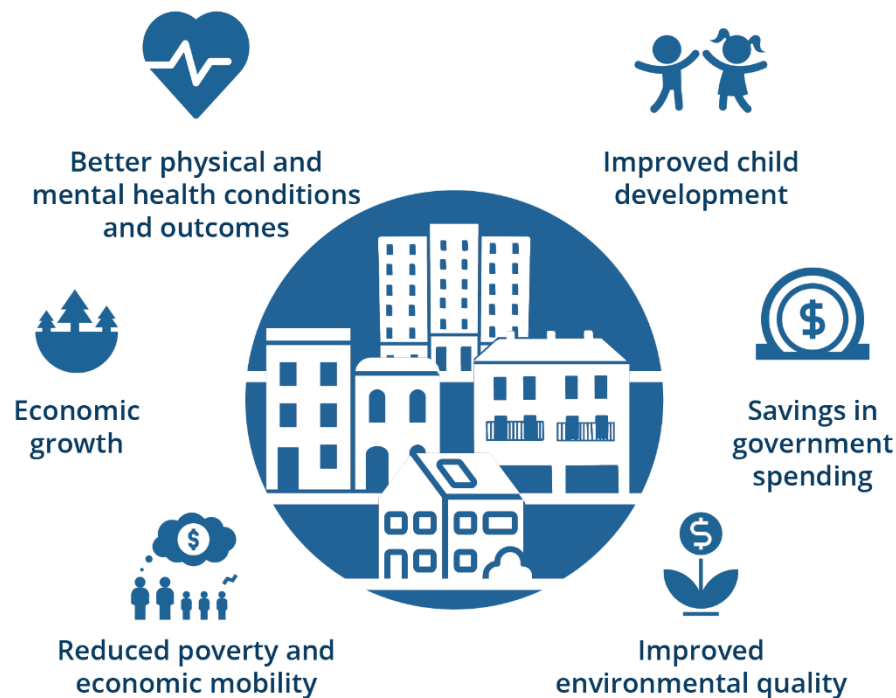 Better physical and
mental health conditions
and outcomes
Improved child
development
$
Economic
growth
Savings in
government
spending
$
$
Reduced poverty and
economic mobility
Improved
environmental quality